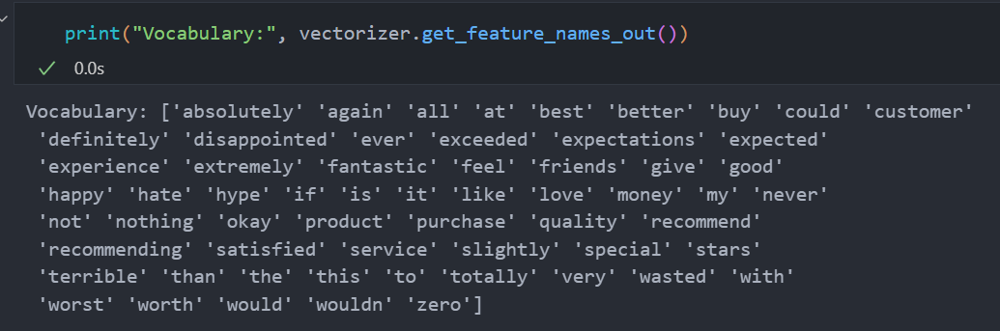 print("Vocabulary:", vectorizer.get_feature_names_out())
0.0s
Vocabulary: ['absolutely' 'again' 'all' 'at' 'best' 'better' 'buy' 'could' 'customer'
'definitely' 'disappointed' 'ever' 'exceeded' 'expectations' 'expected'
'experience' 'extremely' 'fantastic' 'feel' 'friends' 'give' 'good'
'happy' 'hate' 'hype' 'if' 'is' 'it' 'like' 'love' 'money' 'my' 'never'
'not' 'nothing' 'okay' 'product' 'purchase' 'quality' 'recommend'
'recommending' 'satisfied' 'service' 'slightly' 'special' 'stars'
'terrible' 'than' 'the' 'this' 'to' 'totally' 'very' 'wasted' 'with'
'worst' 'worth' 'would' 'wouldn' 'zero']